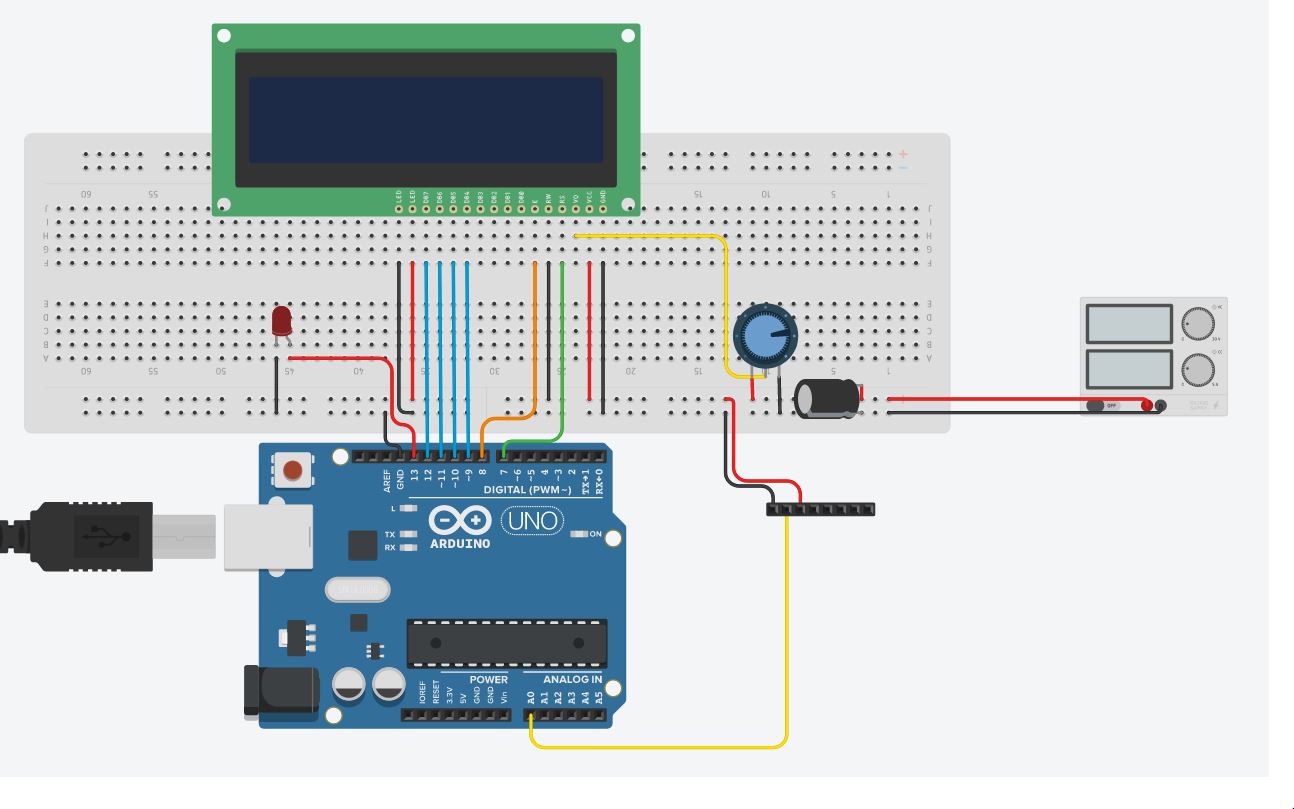 LED LED DB7 DB6 DB5 DB4 DB3 DB2 DB1 DB0 E RW RS V0 VCC GND
+
-
60 55 15 10 5 1
J J
I I
H H
G G
F F
E E
D D
C C
B B
A A
60 55 50 45 35 30 25 20 15 10 5 1
OFF
AREF GND 13 12 ~11 ~10 ~9 8 7 ~6 ~5 4 ~3 2 TX→1 RX←0
DIGITAL (PWM ~)
L
TX
RX
ARDUINO
UNO
ON
POWER
ANALOG IN
IOREF RESET 3.3V 5V GND GND Vin A0 A1 A2 A3 A4 A5